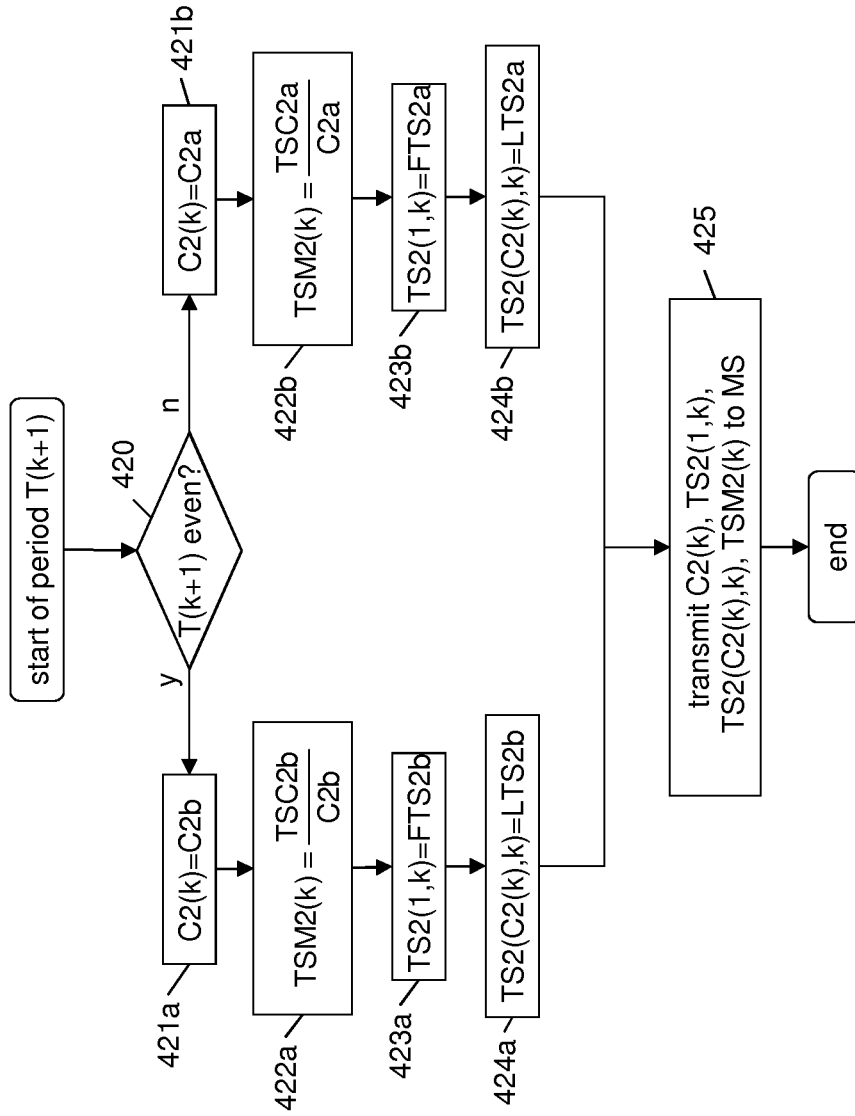 start of period T(k+1)
420
T(k+1) even?
y
n
421a
C2(k)=C2b
422a
TSM2(k) = TSC2b
C2b
423a
TS2(1,k)=FTS2b
424a
TS2(C2(k),k)=LTS2b
421b
C2(k)=C2a
422b
TSM2(k) = TSC2a
C2a
423b
TS2(1,k)=FTS2a
424b
TS2(C2(k),k)=LTS2a
425
transmit C2(k), TS2(1,k),
TS2(C2(k),k), TSM2(k) to MS
end